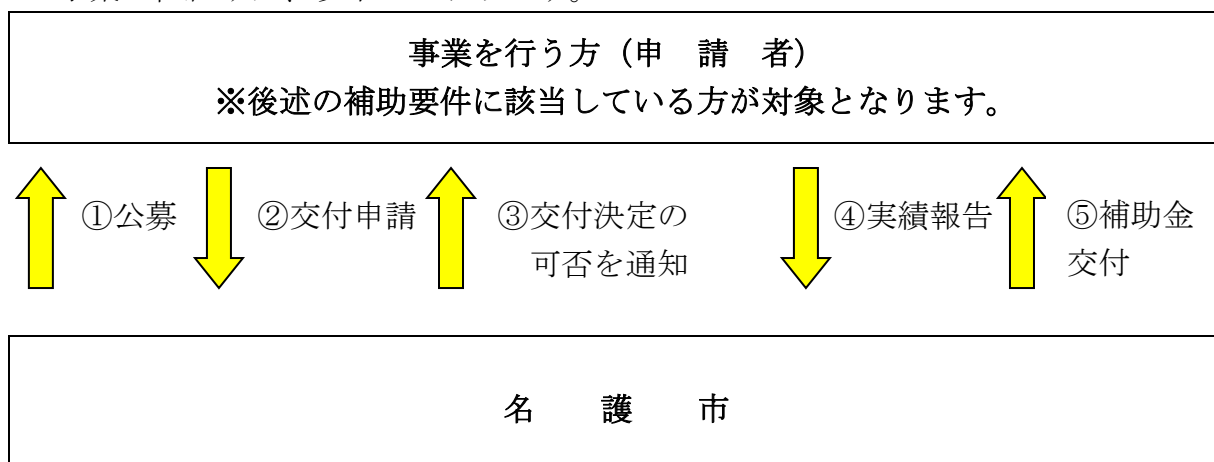 事業を行う方（申　請　者）
※後述の補助要件に該当している方が対象となります。
①公募
②交付申請
③交付決定の
可否を通知
④実績報告
⑤補助金
交付
名　護　市